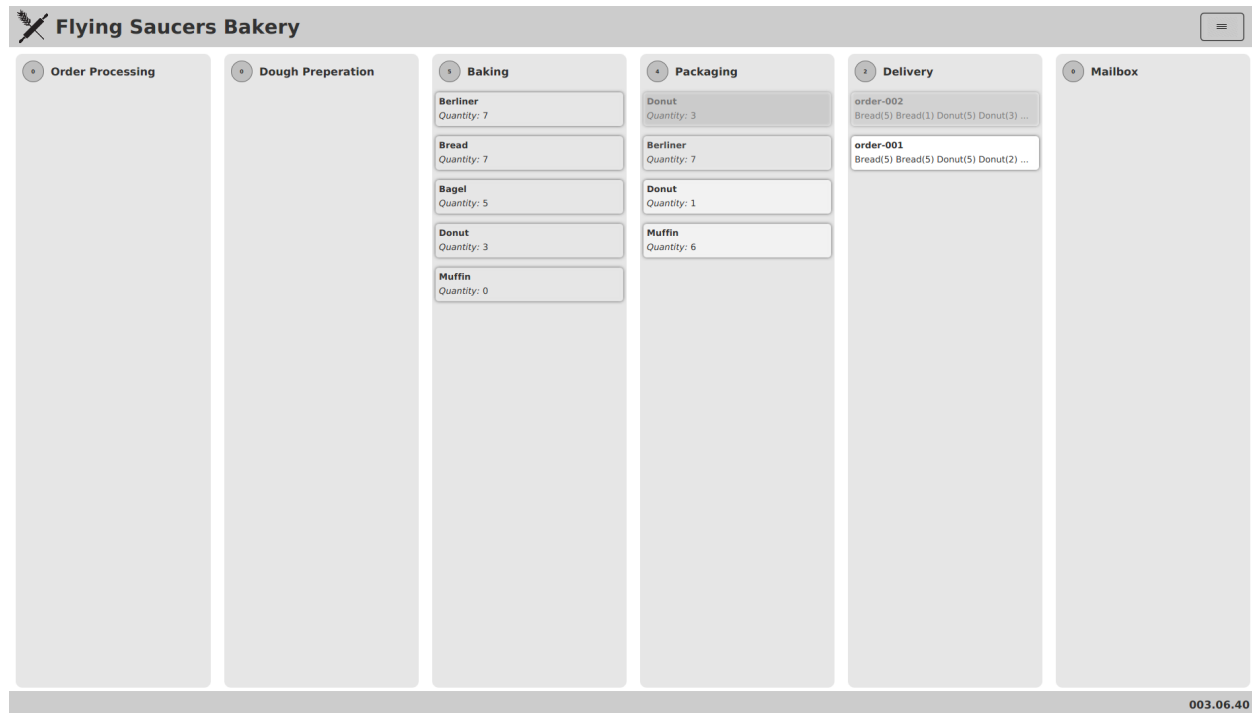 Flying Saucers Bakery
≡
0 Order Processing
0 Dough Preperation
5 Baking
Berliner
Quantity: 7
Bread
Quantity: 7
Bagel
Quantity: 5
Donut
Quantity: 3
Muffin
Quantity: 0
4 Packaging
Donut
Quantity: 3
Berliner
Quantity: 7
Donut
Quantity: 1
Muffin
Quantity: 6
2 Delivery
order-002
Bread(5) Bread(1) Donut(5) Donut(3) ...
order-001
Bread(5) Bread(5) Donut(5) Donut(2) ...
0 Mailbox
003.06.40